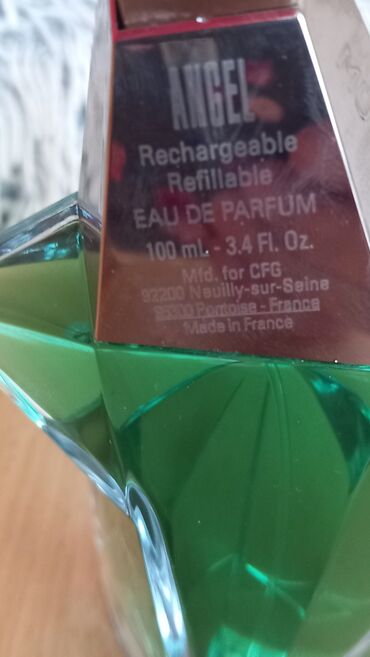 ANGEL
Rechargeable
Refillable
EAU DE PARFUM
100 ml. - 3.4 Fl. Oz.
Mfd. for CFG
92200 Neuilly-sur-Seine
95300 Pontoise - France
Made in France